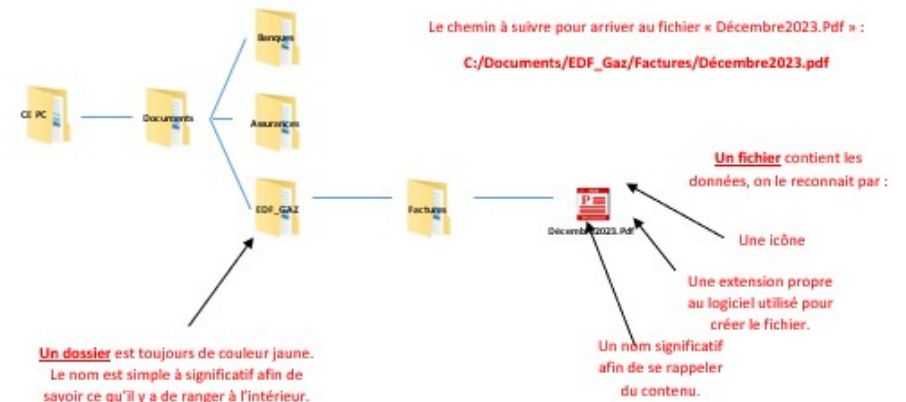 Le chemin à suivre pour arriver au fichier « Décembre2023.Pdf » :
C:/Documents/EDF_Gaz/Factures/Décembre2023.pdf
Banques
CE PC
Documents
Assurances
EDF_GAZ
Factures
Décembre2023.Pdf
Un fichier contient les
données, on le reconnait par :
Une icône
Une extension propre
au logiciel utilisé pour
créer le fichier.
Un nom significatif
afin de se rappeler
du contenu.
Un dossier est toujours de couleur jaune.
Le nom est simple à significatif afin de
savoir ce qu'il y a de ranger à l'intérieur.